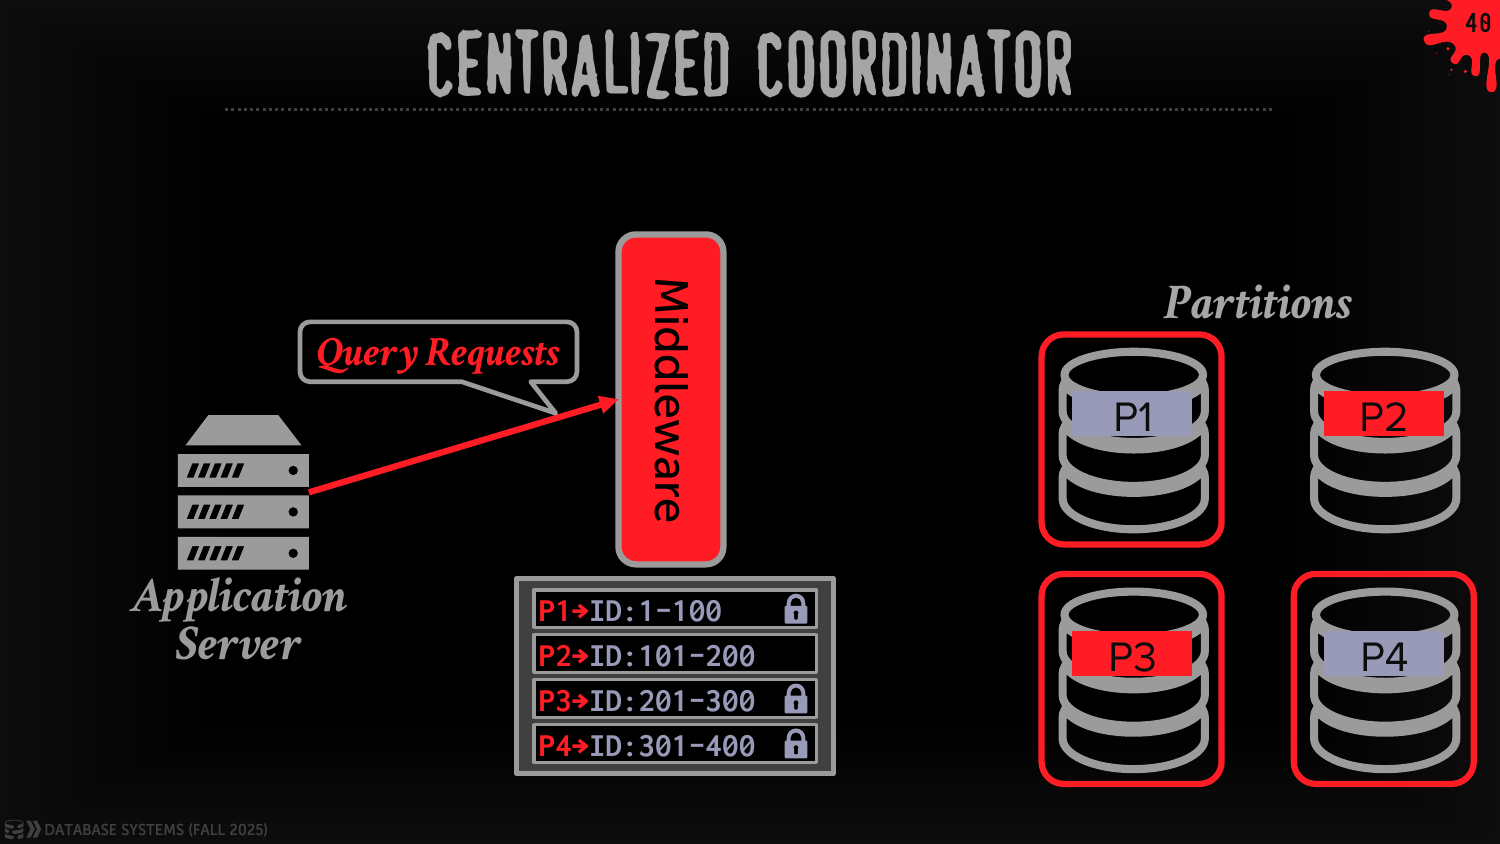 CENTRALIZED COORDINATOR
40
Partitions
Middleware
Query Requests
P1
P2
Application
Server
P1→ID:1-100
P2→ID:101-200
P3→ID:201-300
P4→ID:301-400
P3
P4
DATABASE SYSTEMS (FALL 2025)